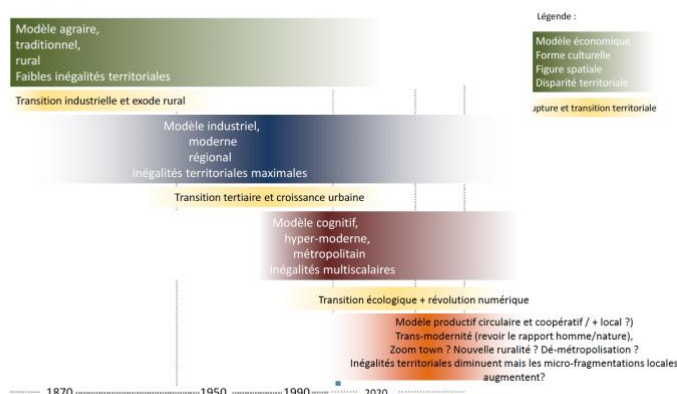 Légende :
Modèle agraire,
traditionnel,
rural
Faibles inégalités territoriales
Modèle économique
Forme culturelle
Figure spatiale
Disparité territoriale
Transition industrielle et exode rural
upture et transition territoriale
Modèle industriel,
moderne
régional
Inégalités territoriales maximales
Transition tertiaire et croissance urbaine
Modèle cognitif,
hyper-moderne,
métropolitain
Inégalités multiscalaires
Transition écologique + révolution numérique
Modèle productif circulaire et coopératif / + local ?)
Trans-modernité (revoir le rapport homme/nature),
Zoom town ? Nouvelle ruralité ? Dé-métropolisation ?
Inégalités territoriales diminuent mais les micro-fragmentations locales
augmentent?
1870 1950 1990 2020